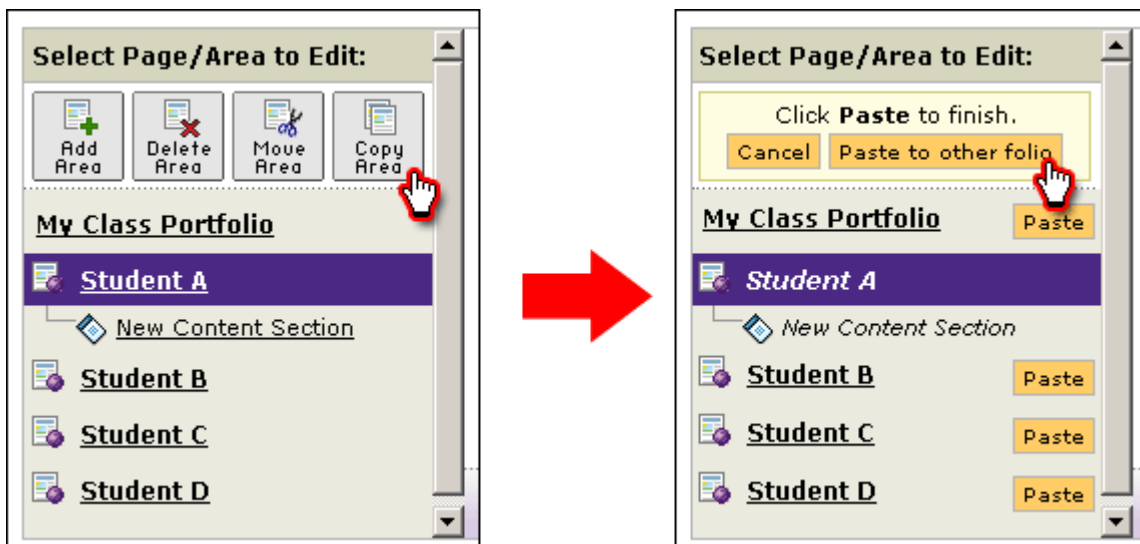 Select Page/Area to Edit:
Add Area
Delete Area
Move Area
Copy Area
My Class Portfolio
Student A
New Content Section
Student B
Student C
Student D
Select Page/Area to Edit:
Click Paste to finish.
Cancel Paste to other folio
My Class Portfolio Paste
Student A
New Content Section
Student B Paste
Student C Paste
Student D Paste